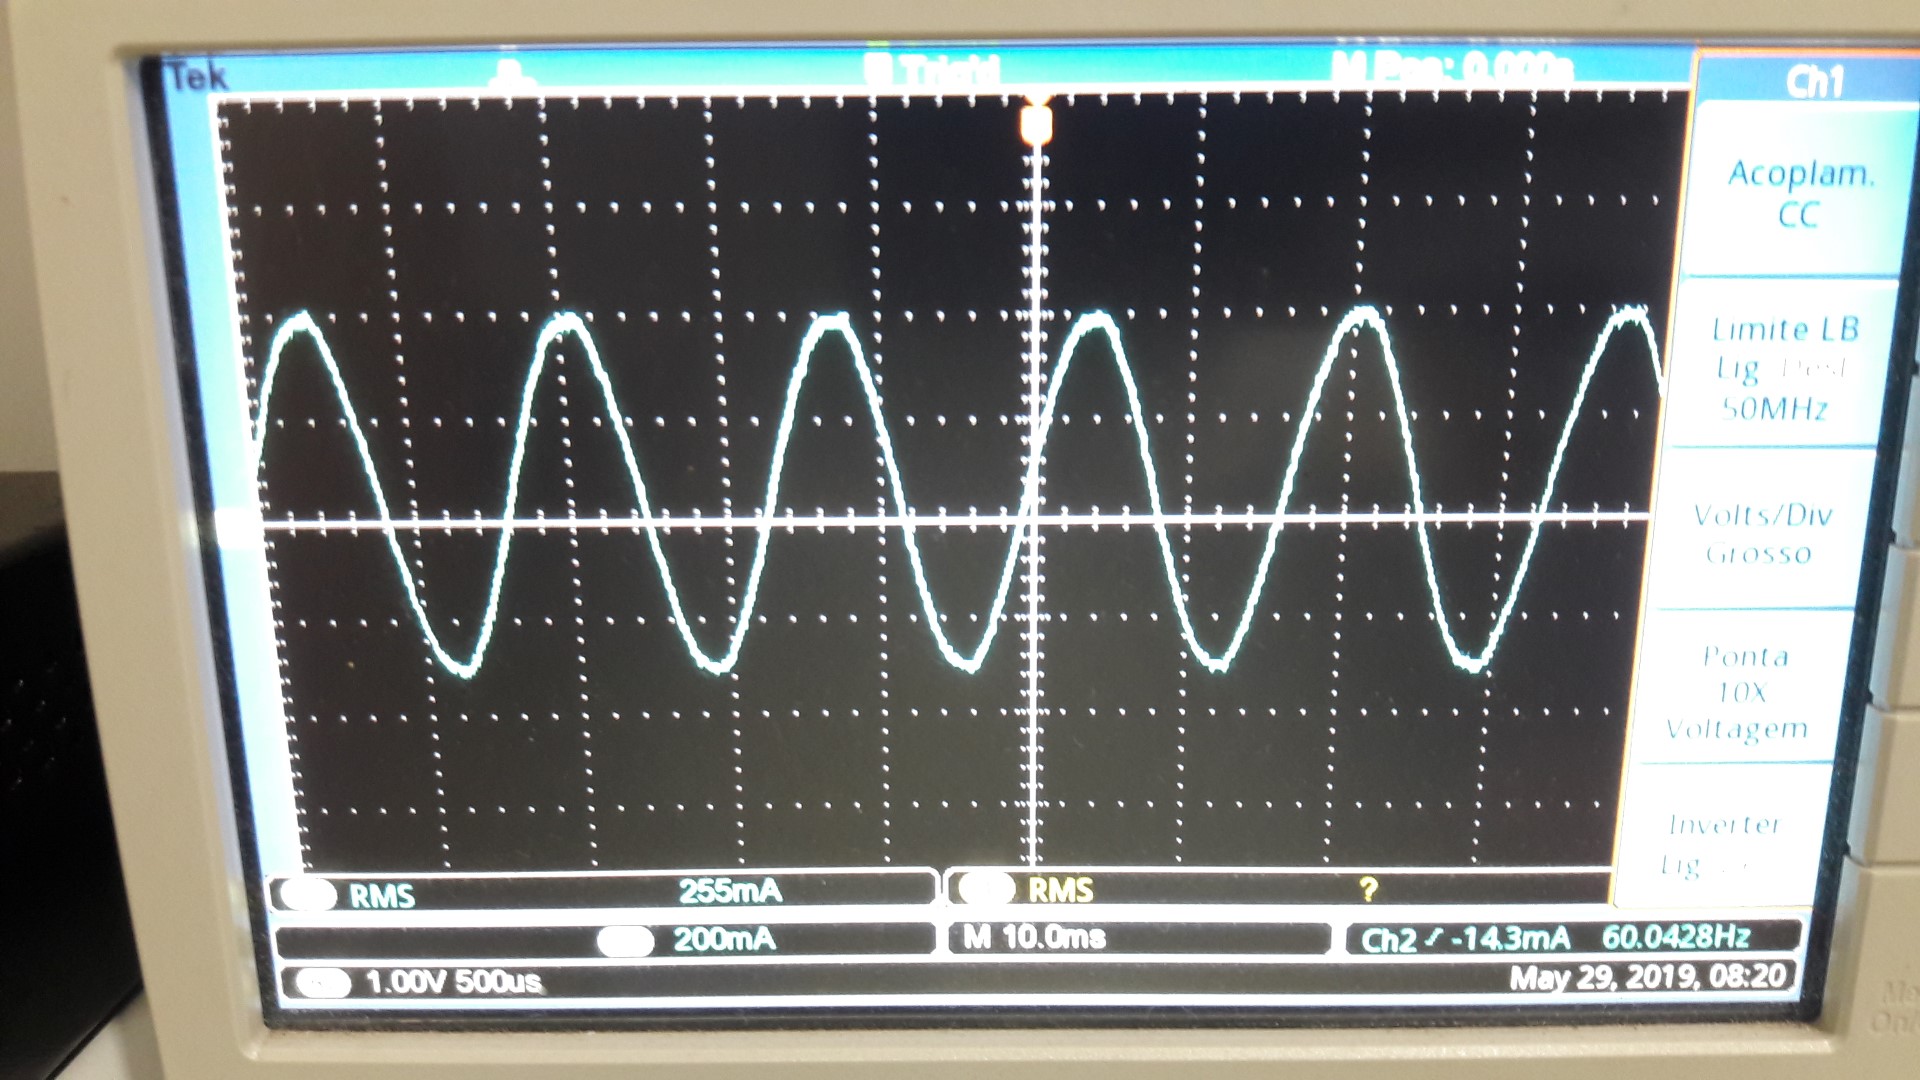 Tek
Trig'd
M Pos: 0.000s
Ch1
Acoplam.
CC
Limite LB
Lig Desl
50MHz
Volts/Div
Grosso
Ponta
10X
Voltagem
Inverter
Lig
RMS 255mA
RMS ?
200mA
M 10.0ms
Ch2 -14.3mA 60.0428Hz
1.00V 500us
May 29, 2019, 08:20